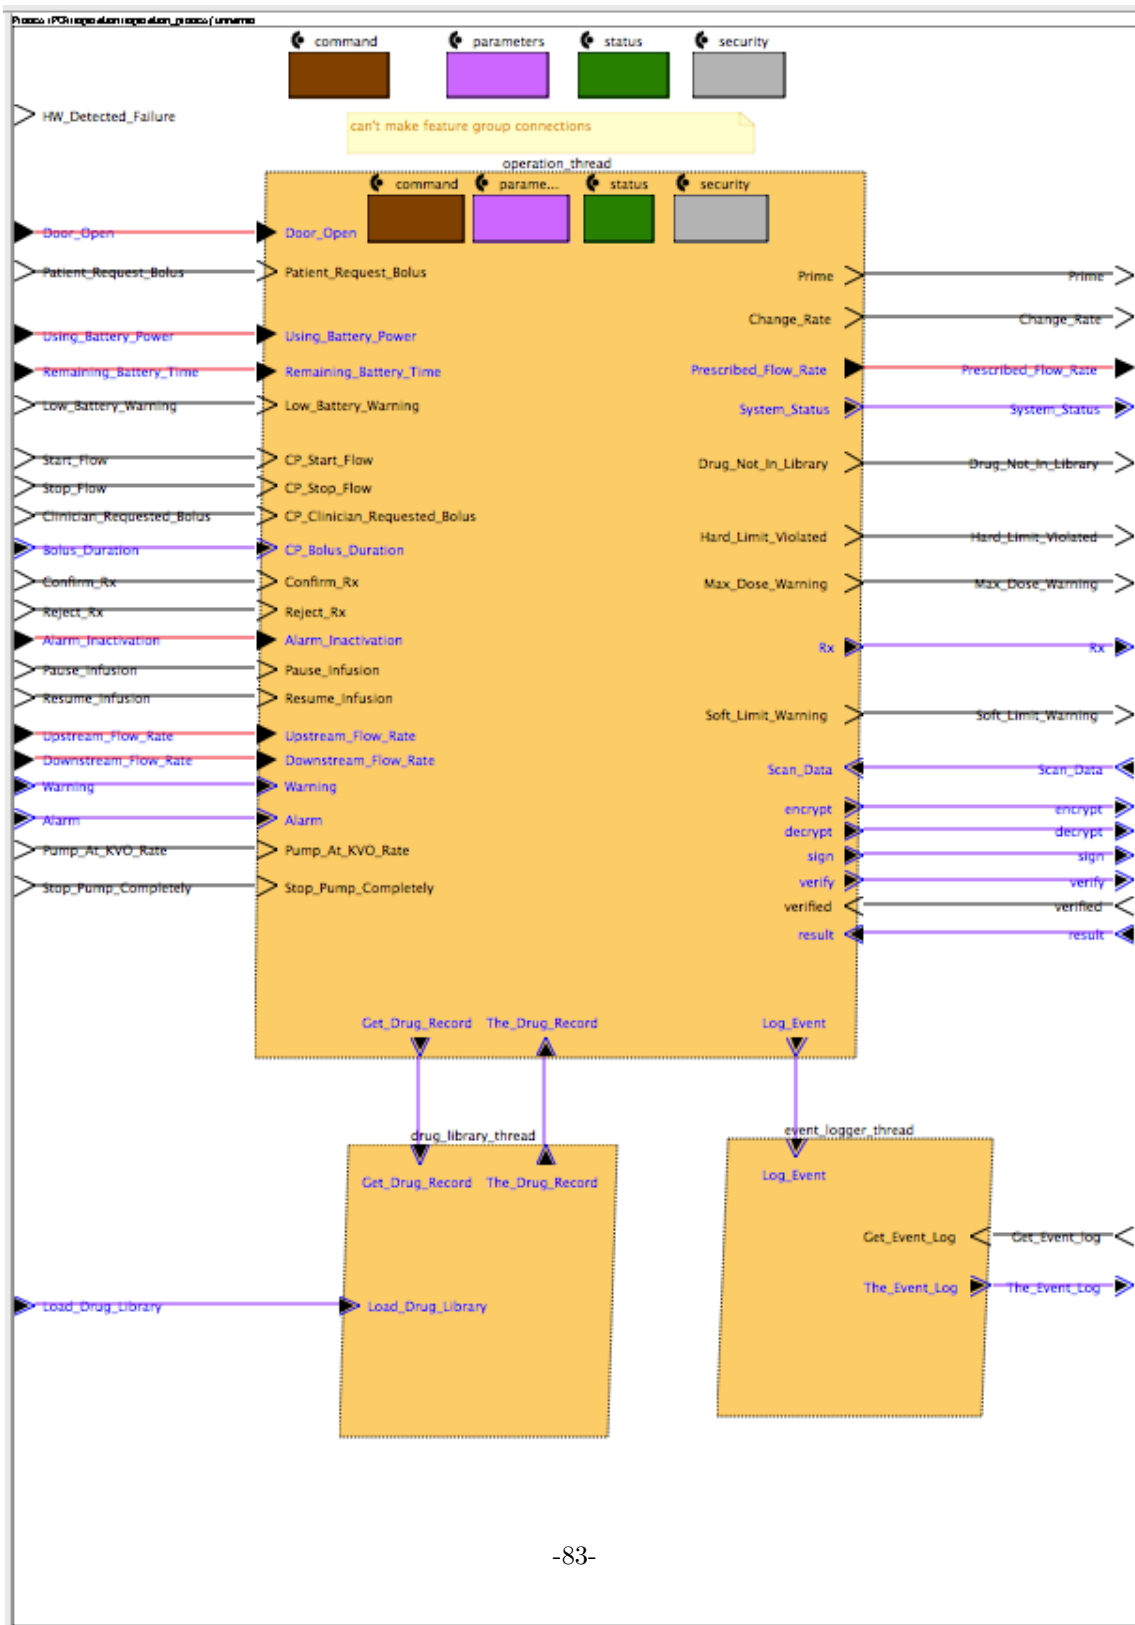 command
parameters
status
security
HW_Detected_Failure
can't make feature group connections
operation_thread
command
parame...
status
security
Door_Open
Door_Open
Patient_Request_Bolus
Patient_Request_Bolus
Prime
Prime
Change_Rate
Change_Rate
Using_Battery_Power
Using_Battery_Power
Remaining_Battery_Time
Remaining_Battery_Time
Prescribed_Flow_Rate
Prescribed_Flow_Rate
Low_Battery_Warning
Low_Battery_Warning
System_Status
System_Status
Start_Flow
CP_Start_Flow
Drug_Not_In_Library
Drug_Not_In_Library
Stop_Flow
CP_Stop_Flow
Clinician_Requested_Bolus
CP_Clinician_Requested_Bolus
Hard_Limit_Violated
Hard_Limit_Violated
Bolus_Duration
CP_Bolus_Duration
Confirm_Rx
Confirm_Rx
Max_Dose_Warning
Max_Dose_Warning
Reject_Rx
Reject_Rx
Alarm_Inactivation
Alarm_Inactivation
Rx
Rx
Pause_Infusion
Pause_Infusion
Resume_Infusion
Resume_Infusion
Soft_Limit_Warning
Soft_Limit_Warning
Upstream_Flow_Rate
Upstream_Flow_Rate
Downstream_Flow_Rate
Downstream_Flow_Rate
Scan_Data
Scan_Data
Warning
Warning
encrypt
encrypt
Alarm
Alarm
decrypt
decrypt
Pump_At_KVO_Rate
Pump_At_KVO_Rate
sign
sign
Stop_Pump_Completely
Stop_Pump_Completely
verify
verify
verified
verified
result
result
Get_Drug_Record
The_Drug_Record
Log_Event
drug_library_thread
event_logger_thread
Get_Drug_Record
The_Drug_Record
Log_Event
Get_Event_Log
Get_Event_log
The_Event_Log
The_Event_Log
Load_Drug_Library
Load_Drug_Library
-83-